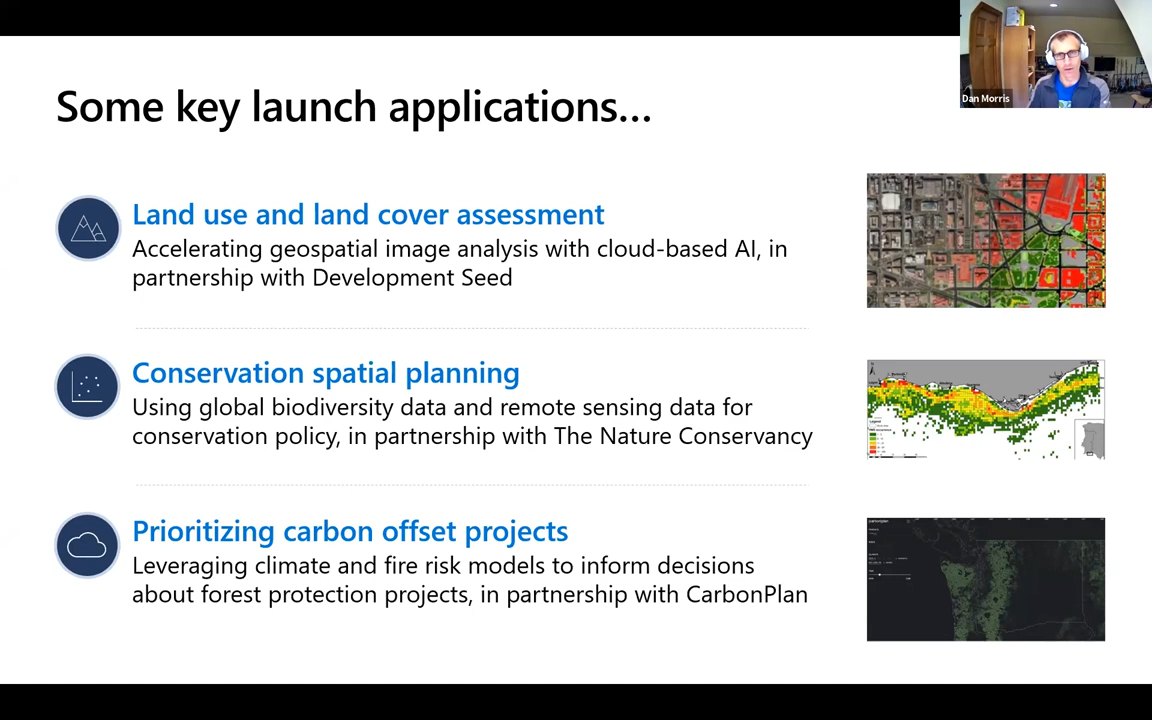 Some key launch applications...
Dan Morris
Land use and land cover assessment
Accelerating geospatial image analysis with cloud-based AI, in
partnership with Development Seed
Conservation spatial planning
Using global biodiversity data and remote sensing data for
conservation policy, in partnership with The Nature Conservancy
Prioritizing carbon offset projects
Leveraging climate and fire risk models to inform decisions
about forest protection projects, in partnership with CarbonPlan